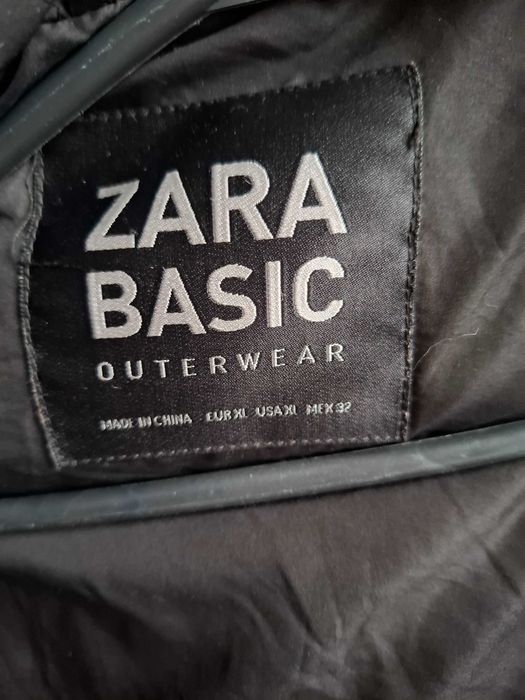 ZARA
BASIC
OUTERWEAR
MADE IN CHINA EUR XL USA XL MEX 32